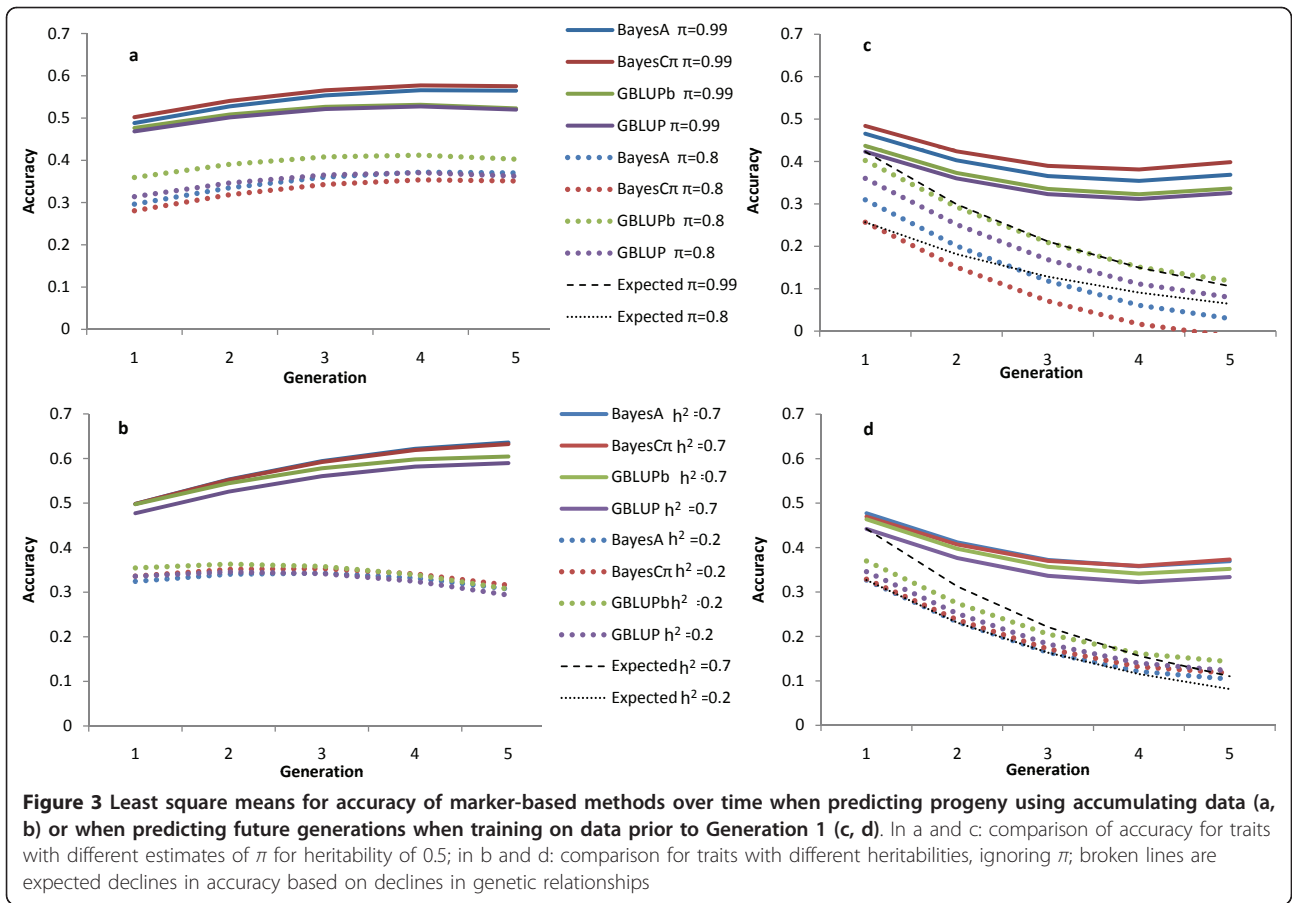 a
0.7
0.6
0.5
0.4
0.3
0.2
0.1
0
Accuracy
1 2 3 4 5
Generation
BayesA π=0.99
BayesCπ π=0.99
GBLUPb π=0.99
GBLUP π=0.99
BayesA π=0.8
BayesCπ π=0.8
GBLUPb π=0.8
GBLUP π=0.8
Expected π=0.99
Expected π=0.8
c
0.7
0.6
0.5
0.4
0.3
0.2
0.1
0
Accuracy
1 2 3 4 5
Generation
b
0.7
0.6
0.5
0.4
0.3
0.2
0.1
0
Accuracy
1 2 3 4 5
Generation
BayesA h² =0.7
BayesCπ h² =0.7
GBLUPb h² =0.7
GBLUP h² =0.7
BayesA h² =0.2
BayesCπ h² =0.2
GBLUPb h² =0.2
GBLUP h² =0.2
Expected h² =0.7
Expected h² =0.2
d
0.7
0.6
0.5
0.4
0.3
0.2
0.1
0
Accuracy
1 2 3 4 5
Generation
Figure 3 Least square means for accuracy of marker-based methods over time when predicting progeny using accumulating data (a,
b) or when predicting future generations when training on data prior to Generation 1 (c, d). In a and c: comparison of accuracy for traits
with different estimates of π for heritability of 0.5; in b and d: comparison for traits with different heritabilities, ignoring π; broken lines are
expected declines in accuracy based on declines in genetic relationships